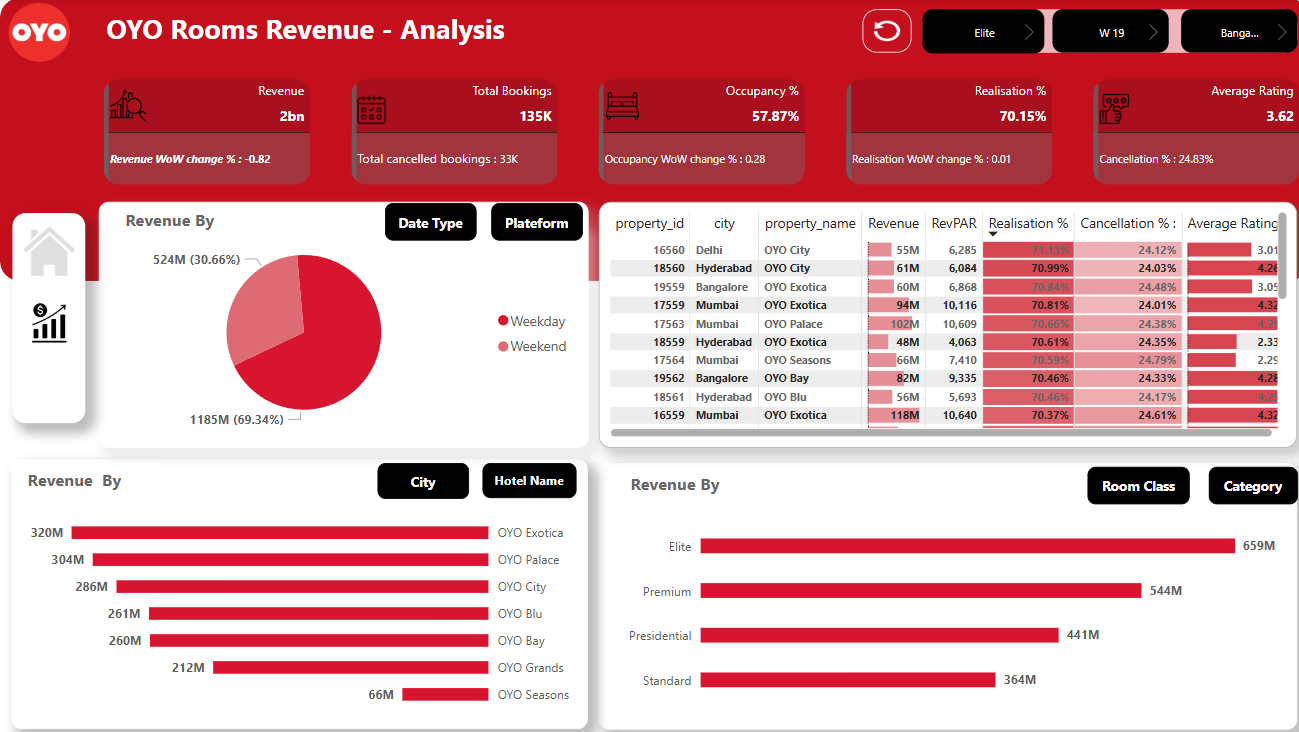 OYO
OYO Rooms Revenue - Analysis
Elite
W 19
Banga...
Revenue
2bn
Revenue WoW change % : -0.82
Total Bookings
135K
Total cancelled bookings : 33K
Occupancy %
57.87%
Occupancy WoW change % : 0.28
Realisation %
70.15%
Realisation WoW change % : 0.01
Average Rating
3.62
Cancellation % : 24.83%
Revenue By
Date Type
Plateform
524M (30.66%)
1185M (69.34%)
Weekday
Weekend
property_id city property_name Revenue RevPAR Realisation % Cancellation % : Average Rating
16560 Delhi OYO City 55M 6,285 71.15% 24.12% 3.01
18560 Hyderabad OYO City 61M 6,084 70.99% 24.03% 4.26
19559 Bangalore OYO Exotica 60M 6,868 70.84% 24.48% 3.05
17559 Mumbai OYO Exotica 94M 10,116 70.81% 24.01% 4.32
17563 Mumbai OYO Palace 102M 10,609 70.66% 24.38% 4.29
18559 Hyderabad OYO Exotica 48M 4,063 70.61% 24.35% 2.33
17564 Mumbai OYO Seasons 66M 7,410 70.59% 24.79% 2.29
19562 Bangalore OYO Bay 82M 9,335 70.46% 24.33% 4.28
18561 Hyderabad OYO Blu 56M 5,693 70.46% 24.17% 4.25
16559 Mumbai OYO Exotica 118M 10,640 70.37% 24.61% 4.32
Revenue By
City
Hotel Name
320M OYO Exotica
304M OYO Palace
286M OYO City
261M OYO Blu
260M OYO Bay
212M OYO Grands
66M OYO Seasons
Revenue By
Room Class
Category
Elite 659M
Premium 544M
Presidential 441M
Standard 364M